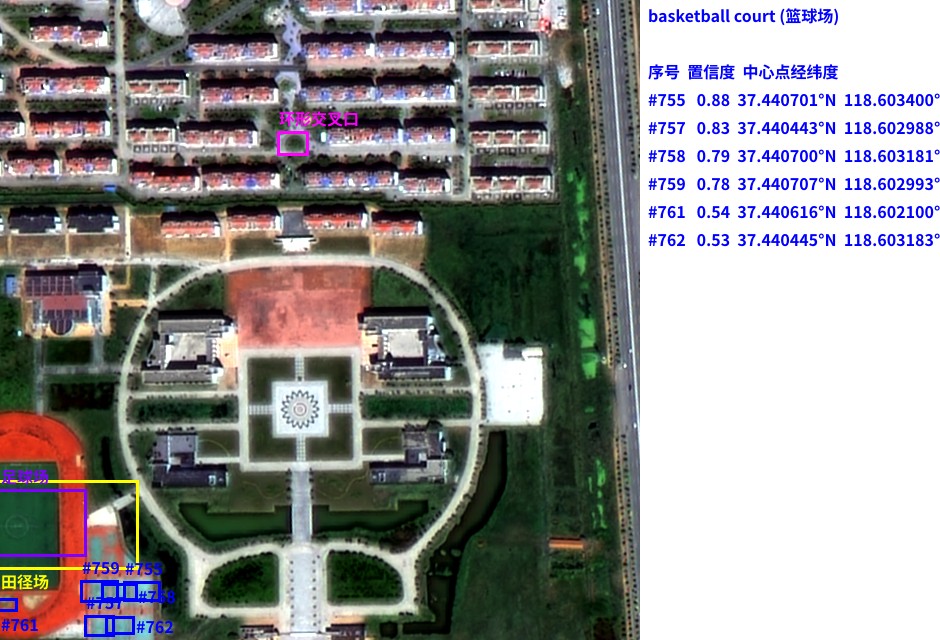 basketball court (篮球场)
序号 置信度 中心点经纬度
#755 0.88 37.440701°N 118.603400°
#757 0.83 37.440443°N 118.602988°
#758 0.79 37.440700°N 118.603181°
#759 0.78 37.440707°N 118.602993°
#761 0.54 37.440616°N 118.602100°
#762 0.53 37.440445°N 118.603183°
环形交叉口
足球场
田径场
#759 #755
#758
#757
#761
#762